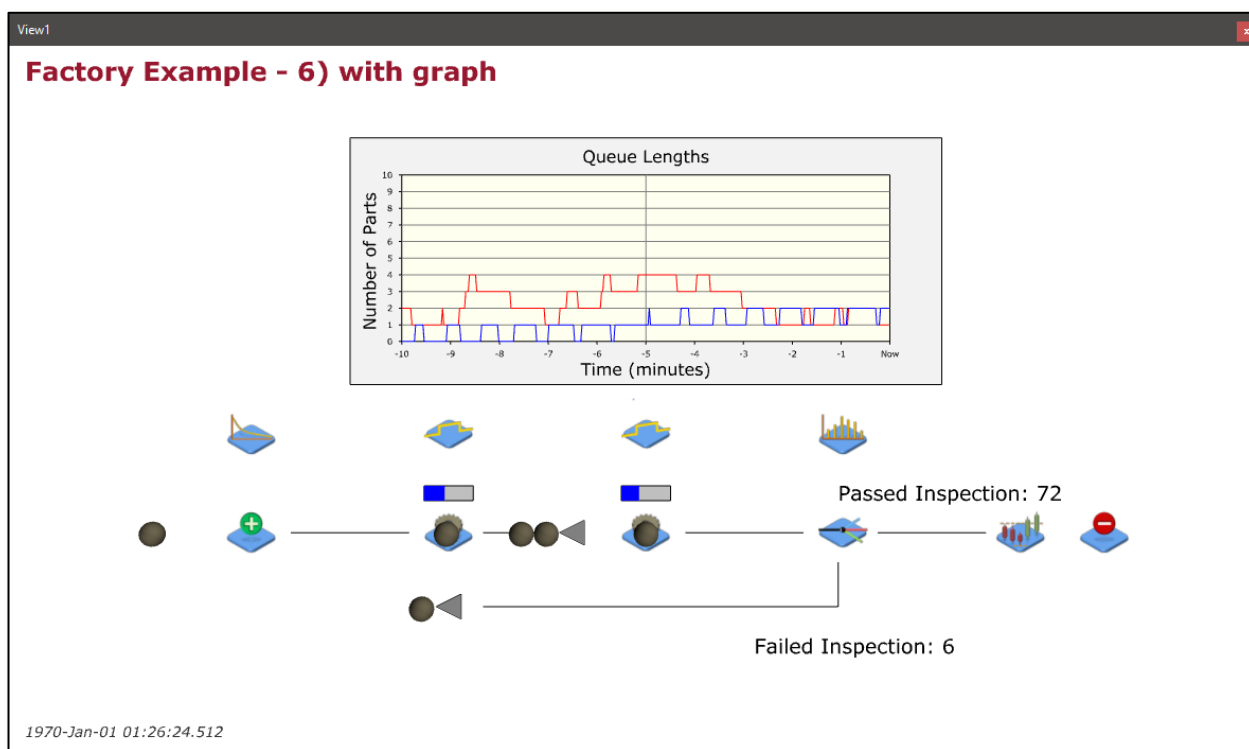 View1
Factory Example - 6) with graph
Queue Lengths
Number of Parts
10
9
8
7
6
5
4
3
2
1
0
-10 -9 -8 -7 -6 -5 -4 -3 -2 -1 Now
Time (minutes)
Passed Inspection: 72
Failed Inspection: 6
1970-Jan-01 01:26:24.512